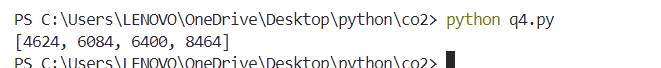 PS C:\Users\LENOVO\OneDrive\Desktop\python\co2> python q4.py
[4624, 6084, 6400, 8464]
PS C:\Users\LENOVO\OneDrive\Desktop\python\co2>